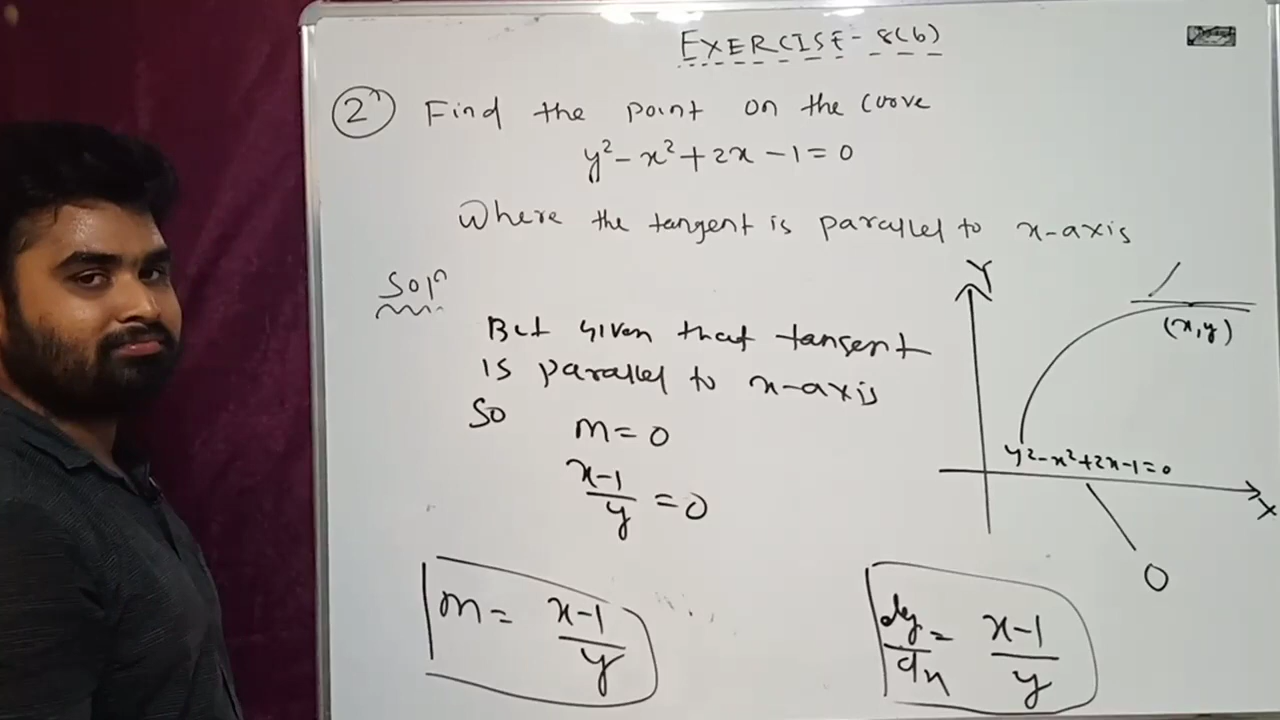 EXERCISE - 8(b)
2) Find the point on the curve
y² - x² + 2x - 1 = 0
Where the tangent is parallel to x-axis
Solⁿ
But given that tangent
is parallel to x-axis
So m = 0
x-1/y = 0
m = x-1/y
Y
(x,y)
y²-x²+2x-1=0
X
0
dy/dx = x-1/y